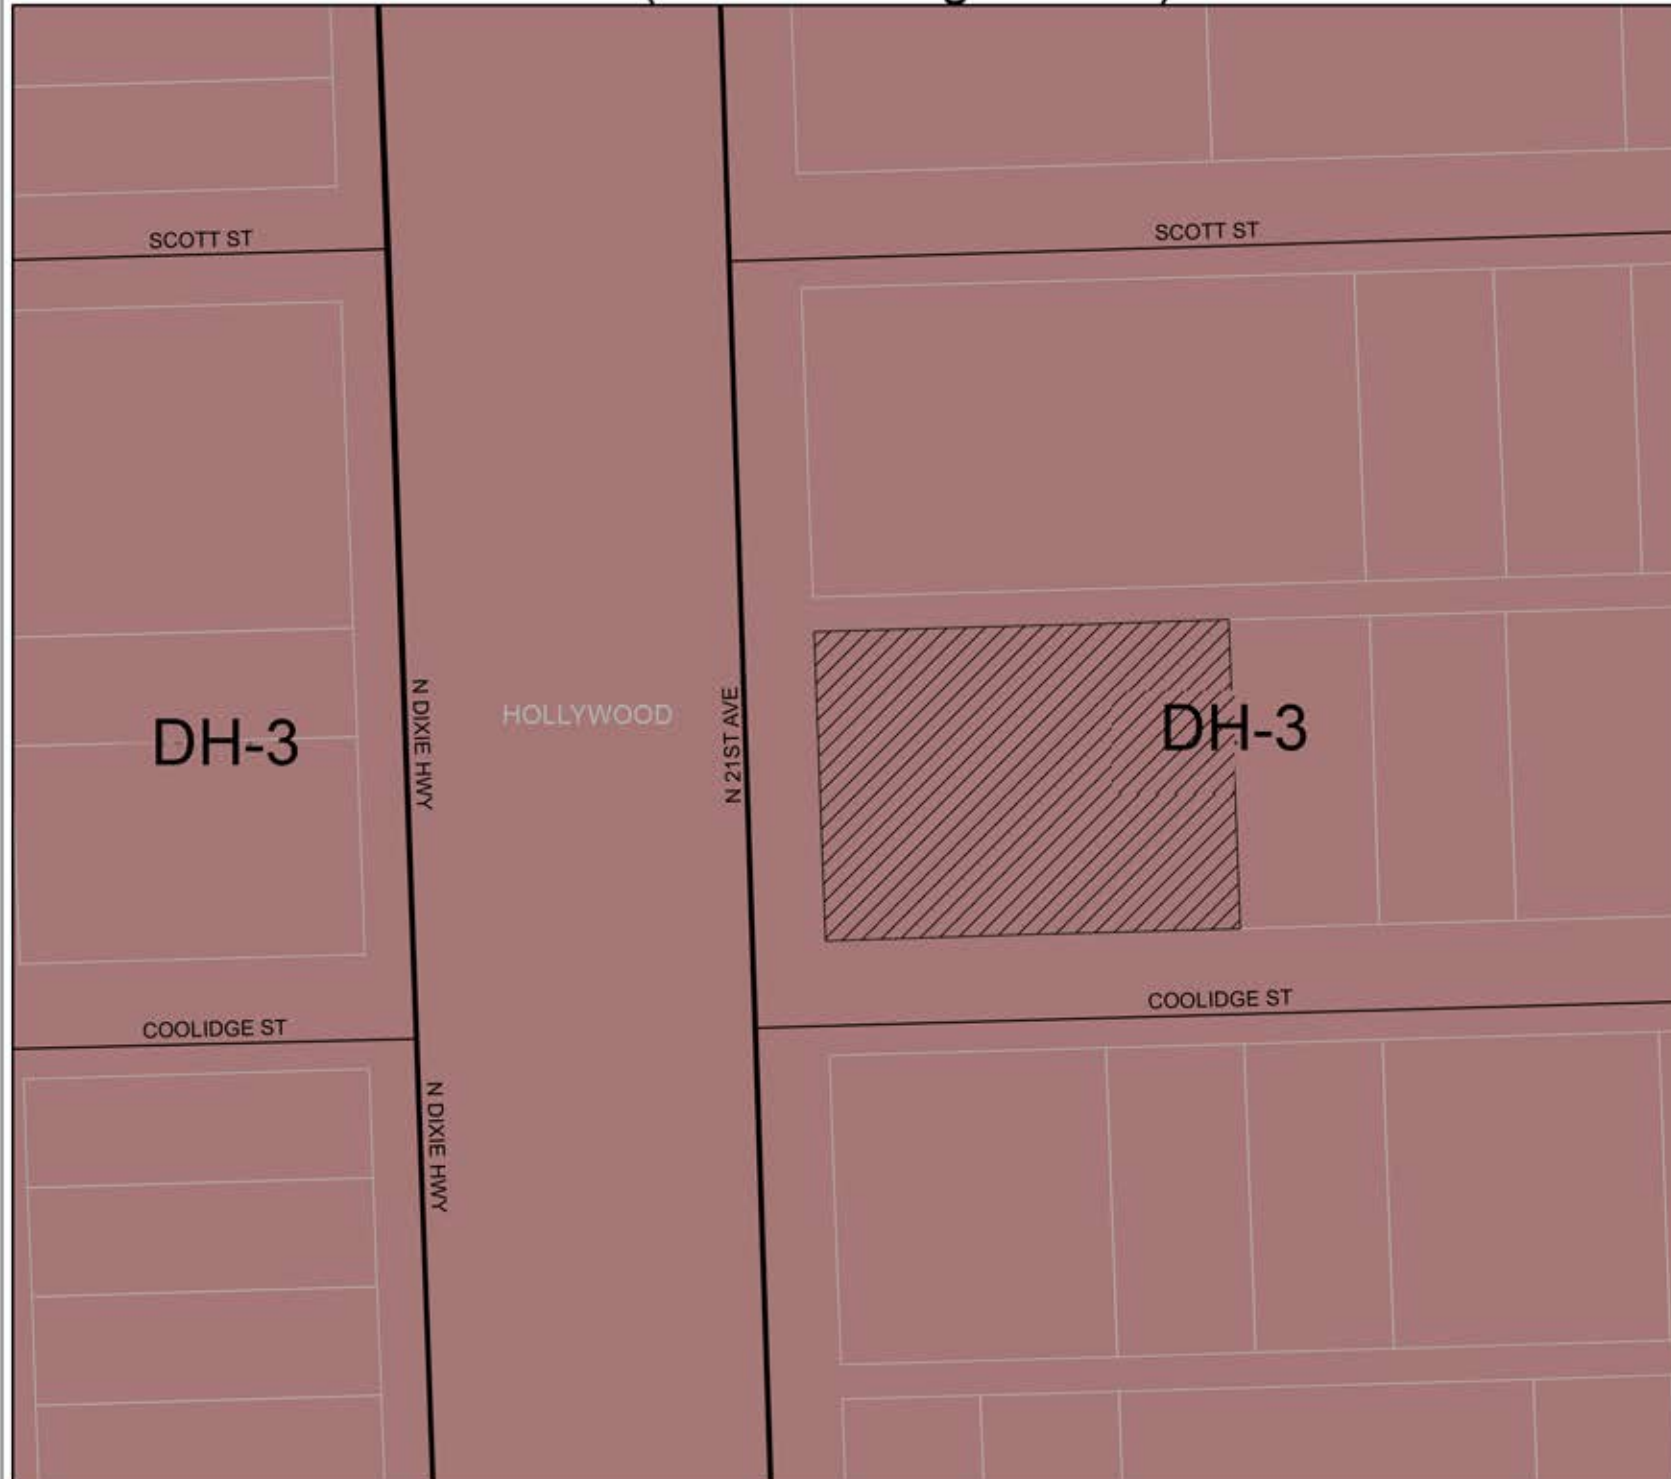 SCOTT ST
SCOTT ST
DH-3
N DIXIE HWY
HOLLYWOOD
N 21ST AVE
DH-3
COOLIDGE ST
COOLIDGE ST
N DIXIE HWY